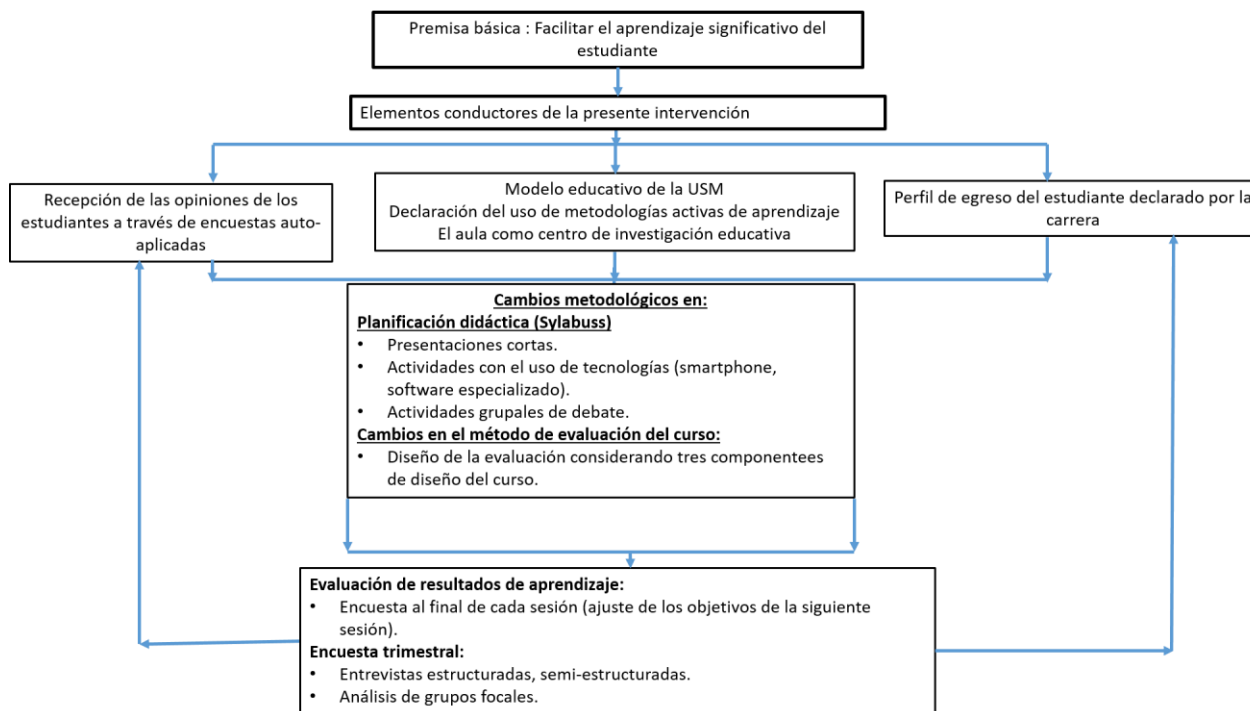 Premisa básica : Facilitar el aprendizaje significativo del
estudiante
Elementos conductores de la presente intervención
Recepción de las opiniones de los
estudiantes a través de encuestas auto-
aplicadas
Modelo educativo de la USM
Declaración del uso de metodologías activas de aprendizaje
El aula como centro de investigación educativa
Perfil de egreso del estudiante declarado por la
carrera
Cambios metodológicos en:
Planificación didáctica (Sylabuss)
• Presentaciones cortas.
• Actividades con el uso de tecnologías (smartphone,
software especializado).
• Actividades grupales de debate.
Cambios en el método de evaluación del curso:
• Diseño de la evaluación considerando tres componentees
de diseño del curso.
Evaluación de resultados de aprendizaje:
• Encuesta al final de cada sesión (ajuste de los objetivos de la siguiente
sesión).
Encuesta trimestral:
• Entrevistas estructuradas, semi-estructuradas.
• Análisis de grupos focales.